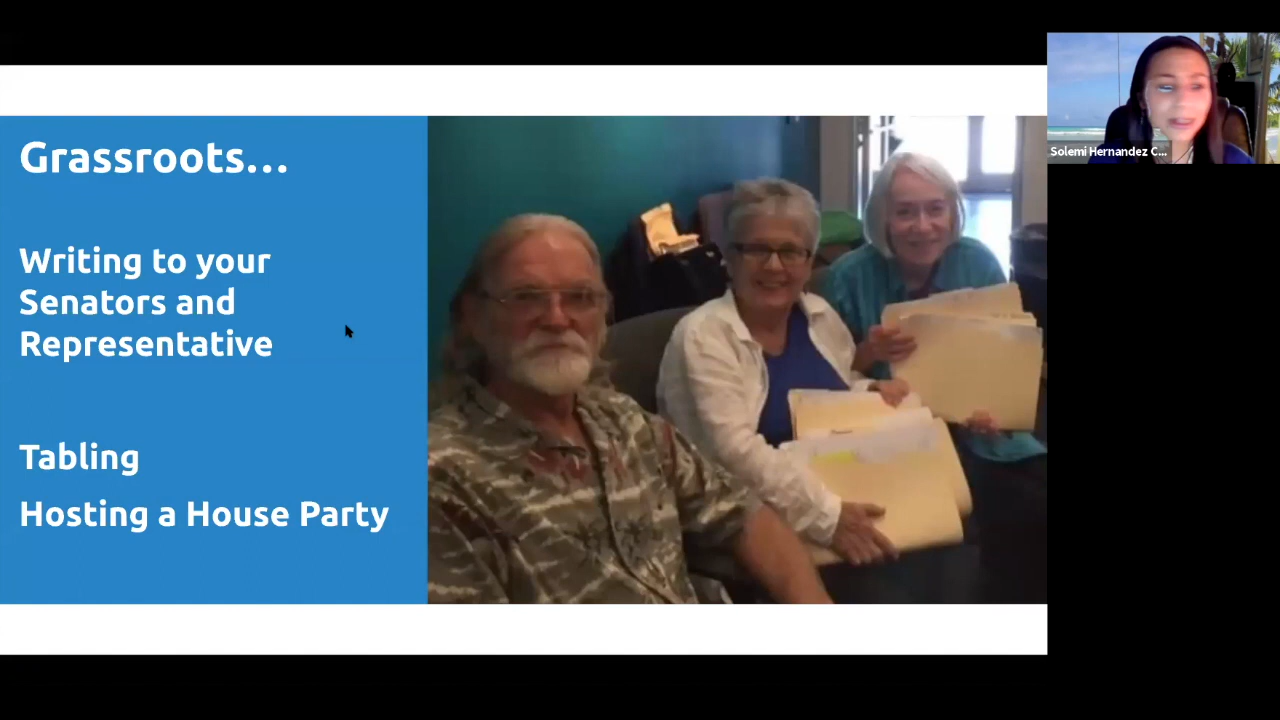 Grassroots...
Writing to your
Senators and
Representative
Tabling
Hosting a House Party
Solemi Hernandez C...